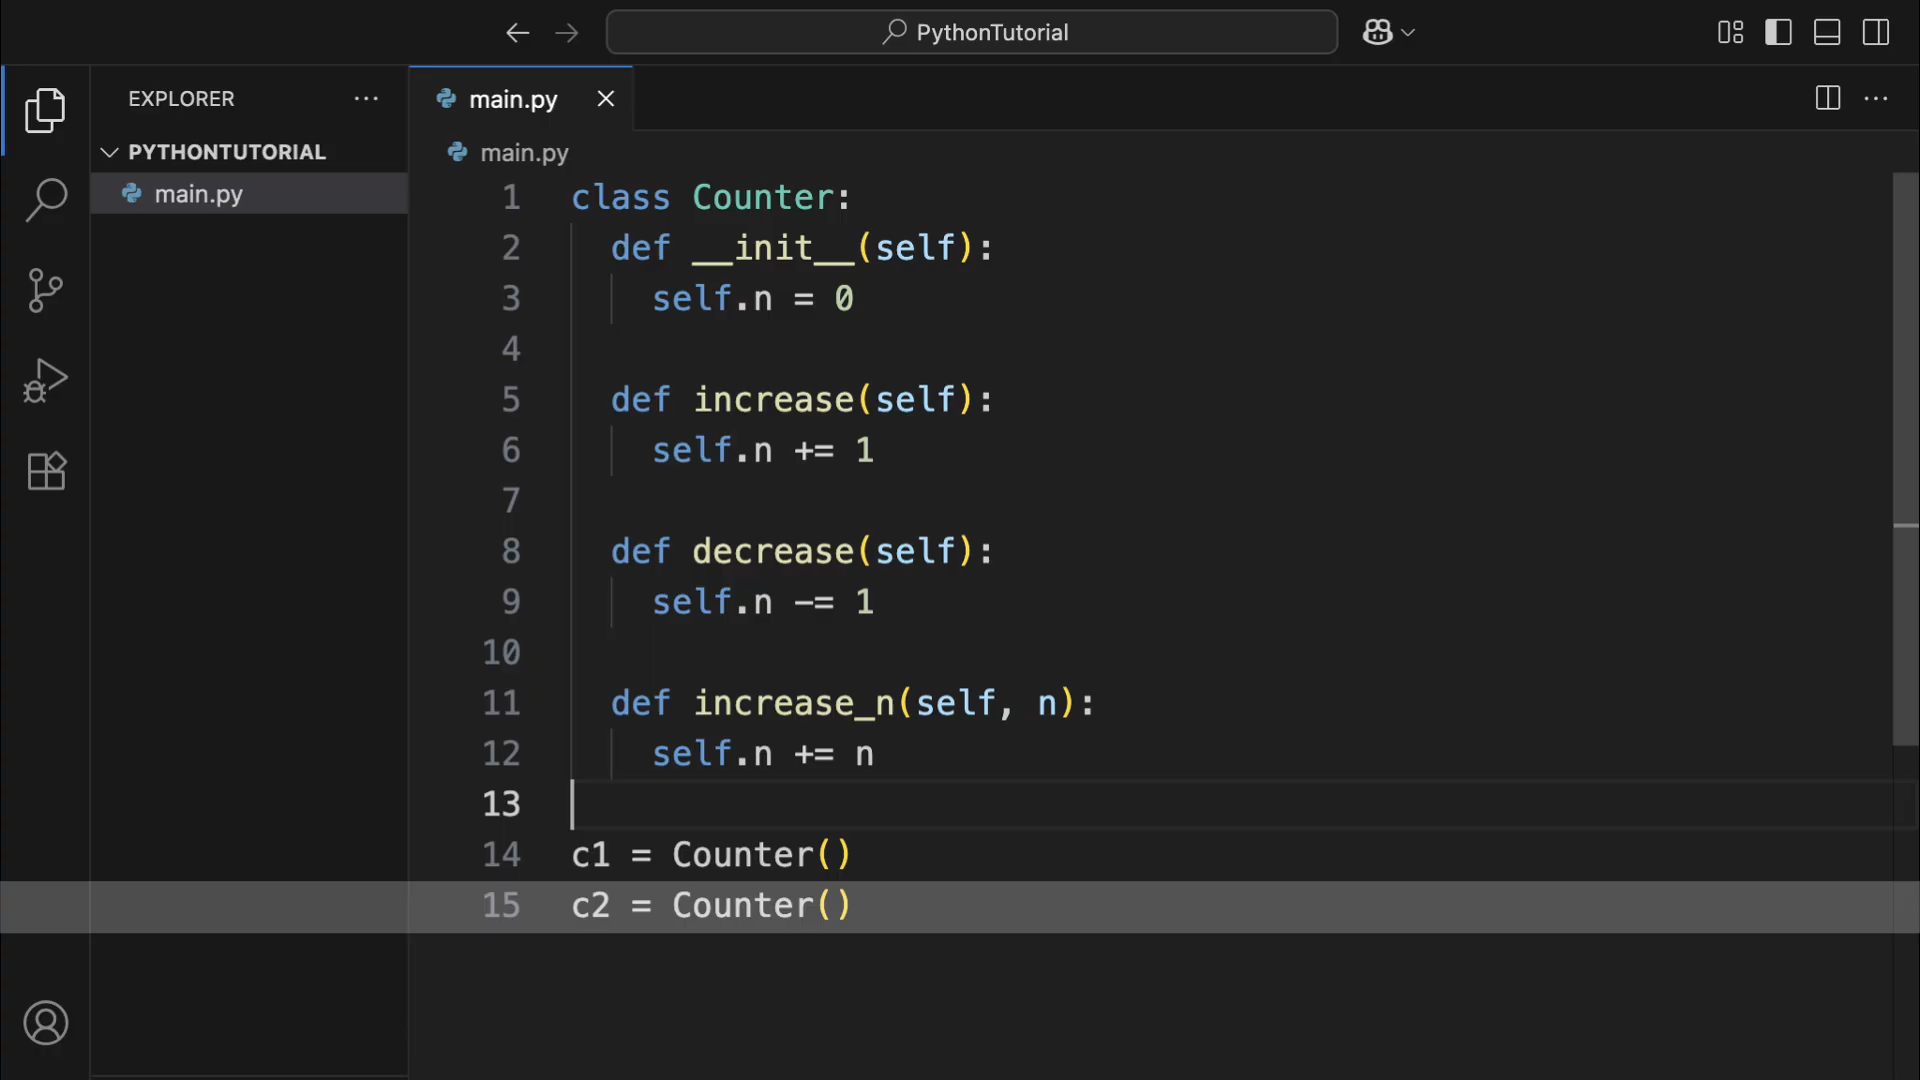 PythonTutorial
EXPLORER
main.py
PYTHONTUTORIAL
main.py
main.py
1 class Counter:
2   def __init__(self):
3     self.n = 0
4
5   def increase(self):
6     self.n += 1
7
8   def decrease(self):
9     self.n -= 1
10
11   def increase_n(self, n):
12     self.n += n
13
14 c1 = Counter()
15 c2 = Counter()